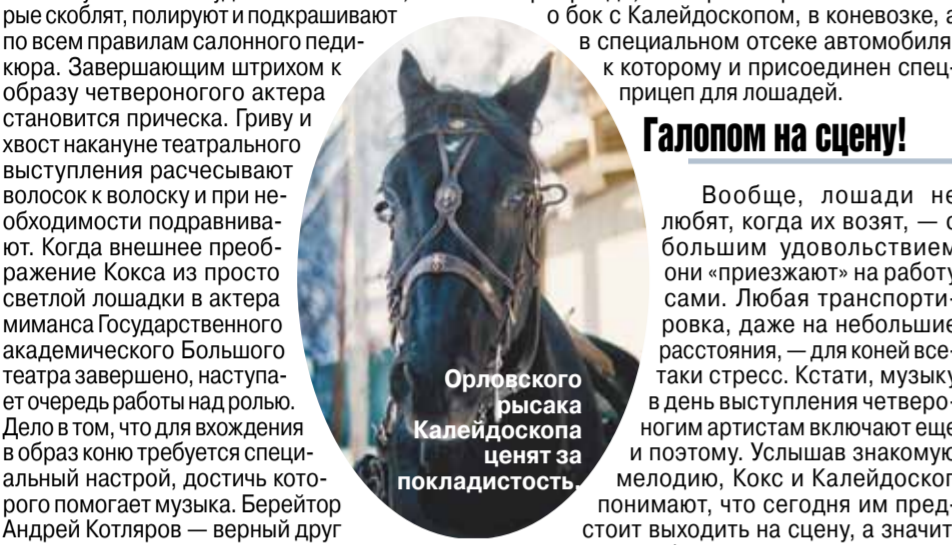 рые скоблят, полируют и подкрашивают
по всем правилам салонного педи-
кюра. Завершающим штрихом к
образу четвероногого актера
становится прическа. Гриву и
хвост накануне театрального
выступления расчесывают
волосок к волоску и при не-
обходимости подравнива-
ют. Когда внешнее преоб-
ражение Кокса из просто
светлой лошадки в актера
миманса Государственного
академического Большого
театра завершено, наступа-
ет очередь работы над ролью.
Дело в том, что для вхождения
в образ коню требуется специ-
альный настрой, достичь кото-
рого помогает музыка. Берейтор
Андрей Котляров — верный друг
Орловского
рысака
Калейдоскопа
ценят за
покладистость.
о бок с Калейдоскопом, в коневозке,
в специальном отсеке автомобиля
к которому и присоединен спец-
прицеп для лошадей.
Галопом на сцену!
Вообще, лошади не
любят, когда их возят, —
большим удовольствием
они «приезжают» на работу
сами. Любая транспорти-
ровка, даже на небольшие
расстояния, — для коней все-
таки стресс. Кстати, музыку
в день выступления четверо-
ногим артистам включают еще
и поэтому. Услышав знакомую
мелодию, Кокс и Калейдоскоп
понимают, что сегодня им пред-
стоит выходить на сцену, а значит